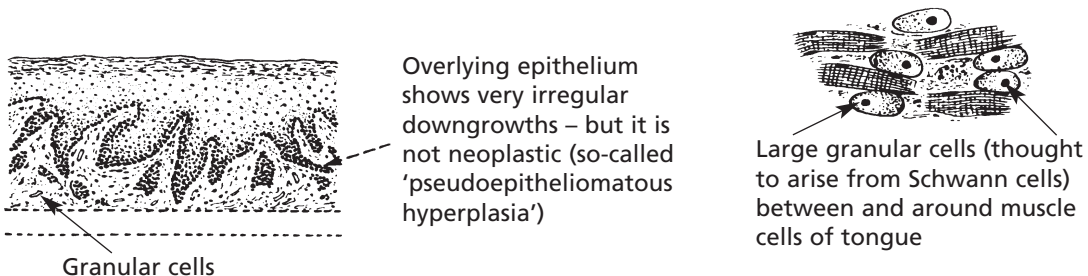 Overlying epithelium
shows very irregular
downgrowths – but it is
not neoplastic (so-called
‘pseudoepitheliomatous
hyperplasia’)
Granular cells
Large granular cells (thought
to arise from Schwann cells)
between and around muscle
cells of tongue